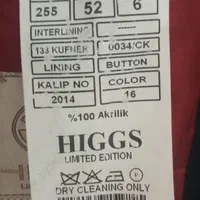 255 52 6
INTERLINING -----
133 KUFNER 0034/CK
LINING BUTTON
KALIP NO COLOR
2014 16
%100 Akrilik
HIGGS
LIMITED EDITION
DRY CLEANING ONLY